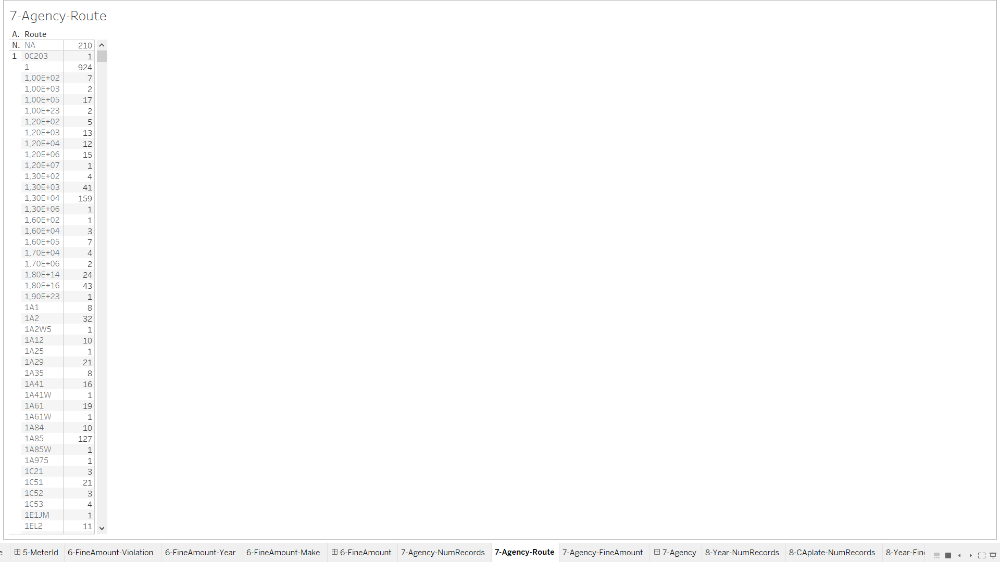 7-Agency-Route
A. Route
N. NA 210
1 0C203 1
1 924
1,00E+02 7
1,00E+03 2
1,00E+05 17
1,00E+23 2
1,20E+02 5
1,20E+03 13
1,20E+04 12
1,20E+06 15
1,20E+07 1
1,30E+02 4
1,30E+03 41
1,30E+04 159
1,30E+06 1
1,60E+02 1
1,60E+04 3
1,60E+05 7
1,70E+04 4
1,70E+06 2
1,80E+14 24
1,80E+16 43
1,90E+23 1
1A1 8
1A2 32
1A2W5 1
1A12 10
1A25 1
1A29 21
1A35 8
1A41 16
1A41W 1
1A61 19
1A61W 1
1A84 10
1A85 127
1A85W 1
1A975 1
1C21 3
1C51 21
1C52 3
1C53 4
1E1JM 1
1EL2 11
e 5-MeterId 6-FineAmount-Violation 6-FineAmount-Year 6-FineAmount-Make 6-FineAmount 7-Agency-NumRecords 7-Agency-Route 7-Agency-FineAmount 7-Agency 8-Year-NumRecords 8-CAplate-NumRecords 8-Year-Fin